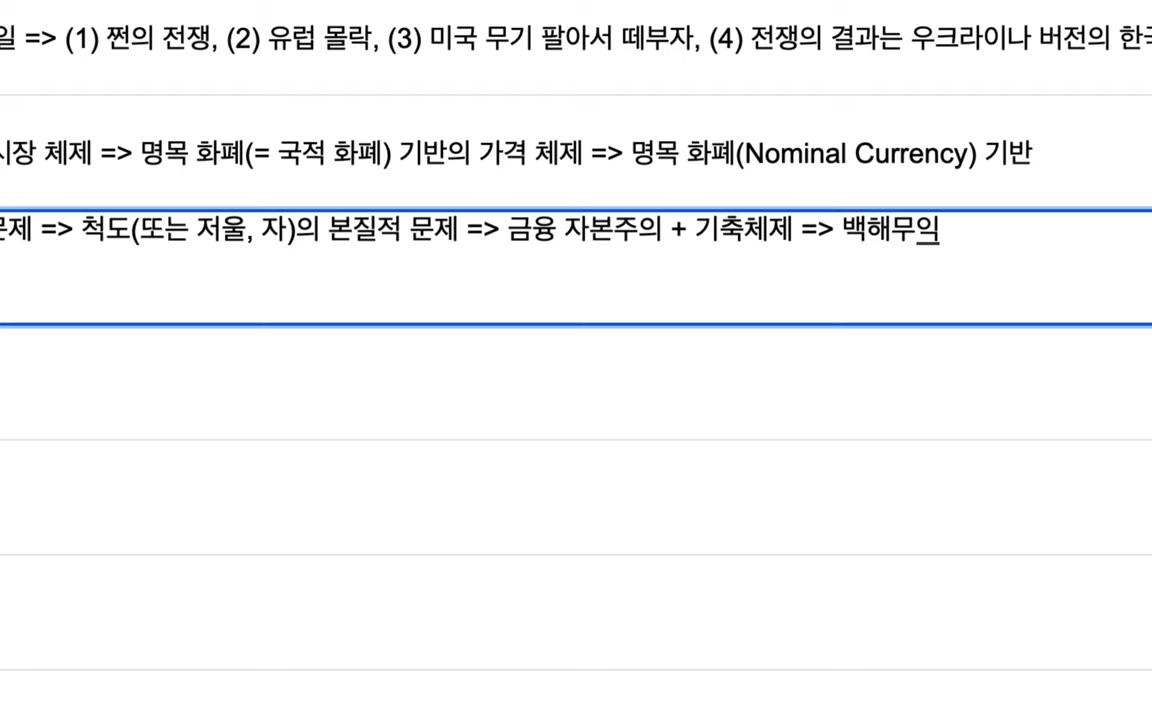 일 => (1) 쩐의 전쟁, (2) 유럽 몰락, (3) 미국 무기 팔아서 떼부자, (4) 전쟁의 결과는 우크라이나 버전의 한국
시장 체제 => 명목 화폐(= 국적 화폐) 기반의 가격 체제 => 명목 화폐(Nominal Currency) 기반
문제 => 척도(또는 저울, 자)의 본질적 문제 => 금융 자본주의 + 기축체제 => 백해무익